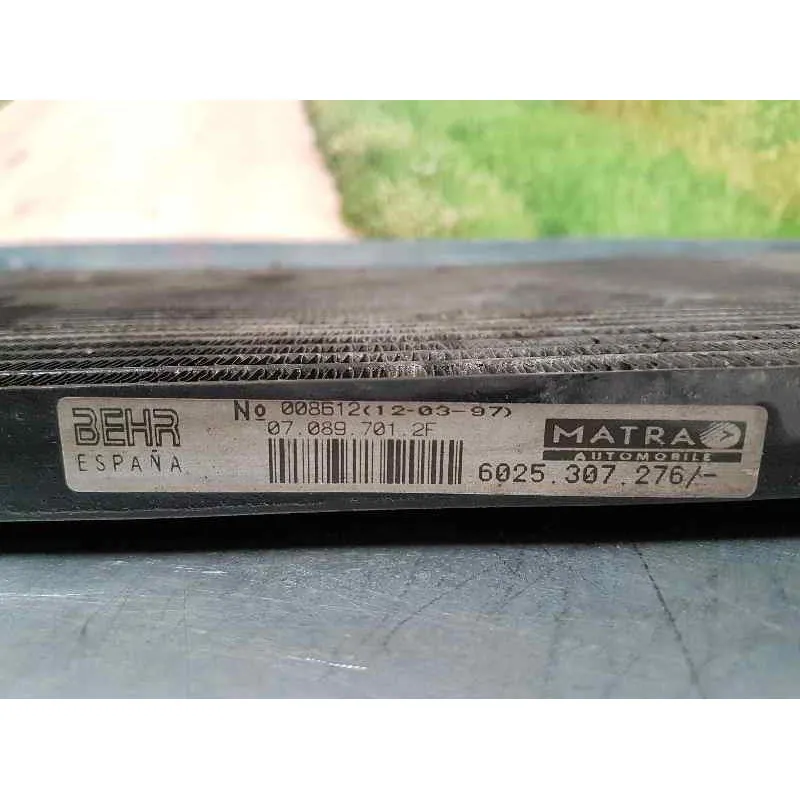 BEHR
ESPAÑA
No 008612(12-03-97)
07.089.701.2F
MATRA
AUTOMOBILE
6025.307.276/-